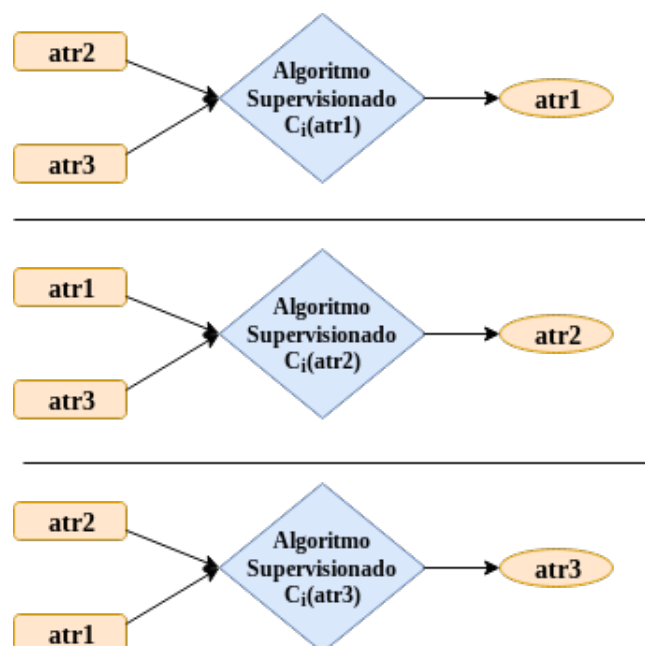 atr2
atr3
Algoritmo
Supervisionado
Cᵢ(atr1)
atr1
atr1
atr3
Algoritmo
Supervisionado
Cᵢ(atr2)
atr2
atr2
atr1
Algoritmo
Supervisionado
Cᵢ(atr3)
atr3